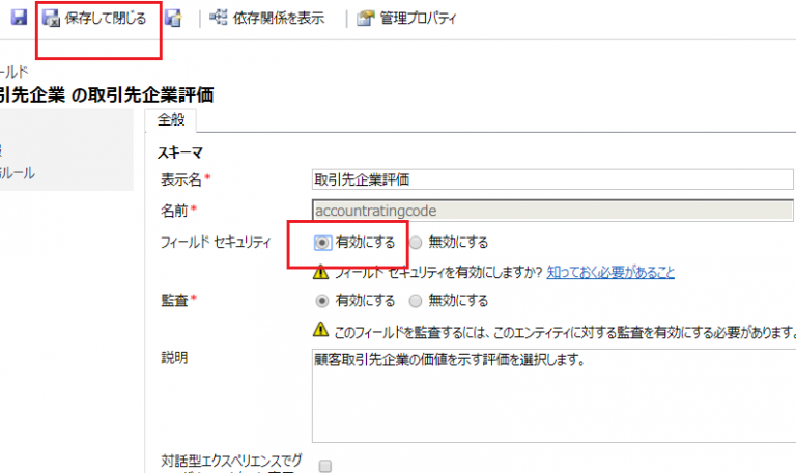 保存して閉じる 依存関係を表示 管理プロパティ
ールド
引先企業 の取引先企業評価
全般
ルール
スキーマ
表示名* 取引先企業評価
名前* accountratingcode
フィールド セキュリティ 有効にする 無効にする
フィールド セキュリティを有効にしますか? 知っておく必要があること
監査* 有効にする 無効にする
このフィールドを監査するには、このエンティティに対する監査を有効にする必要があります。
説明 顧客取引先企業の価値を示す評価を選択します。
対話型エクスペリエンスでグ